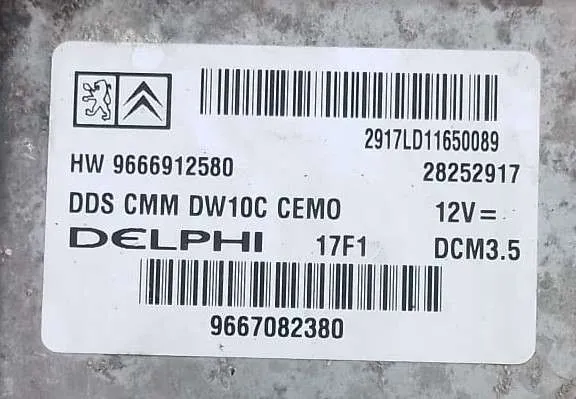 2917LD11650089
HW 9666912580 28252917
DDS CMM DW10C CEMO 12V=
DELPHI 17F1 DCM3.5
9667082380